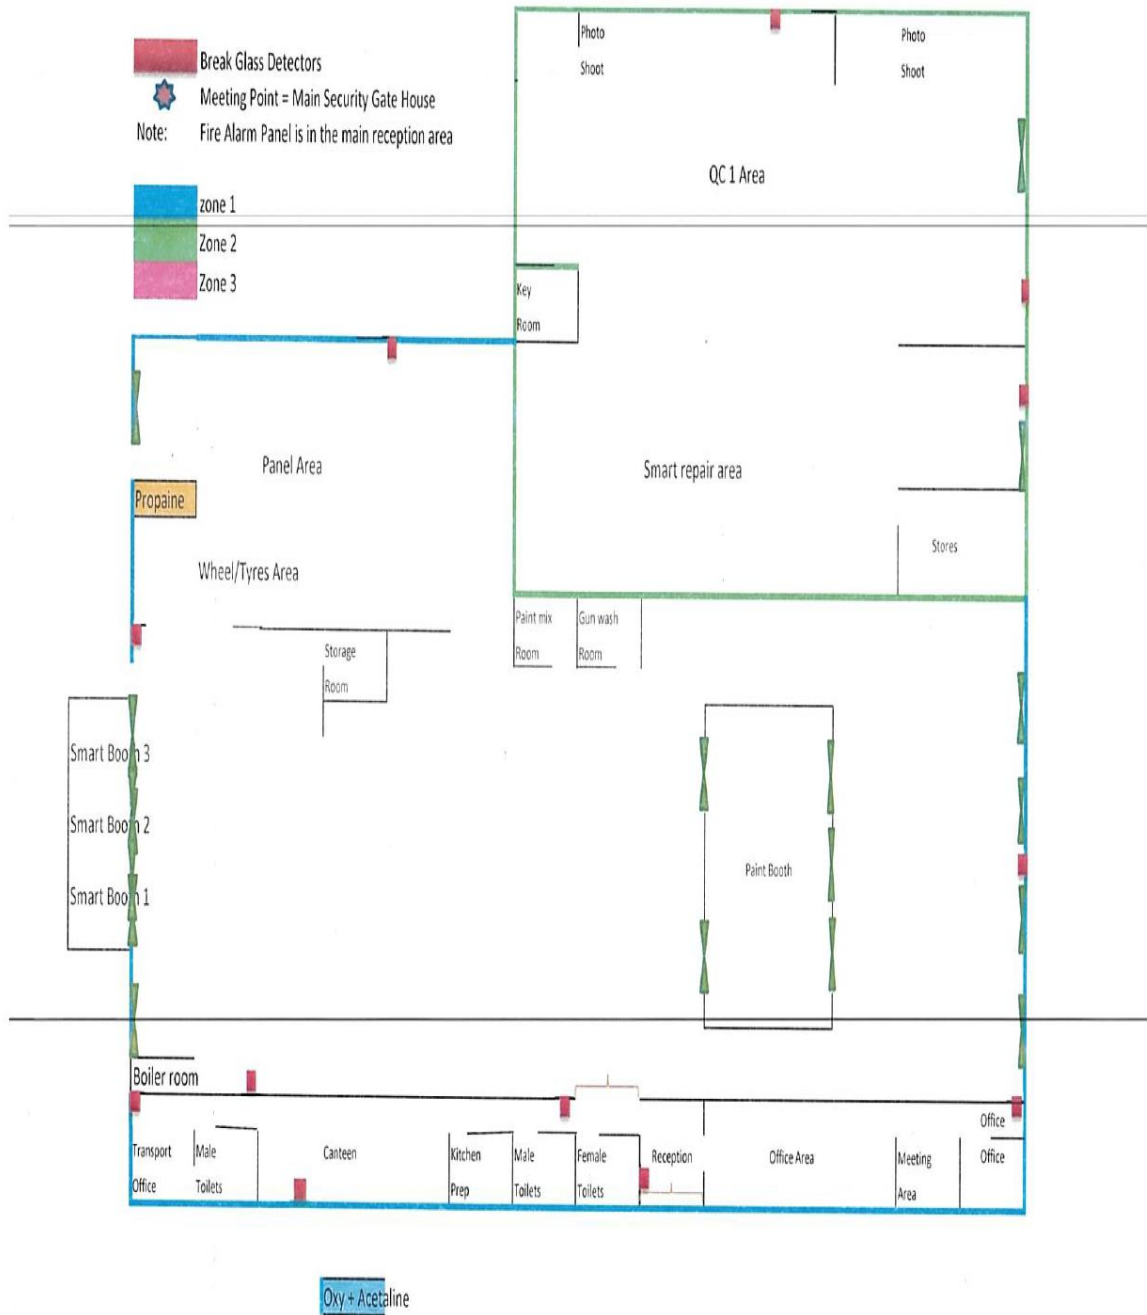 Break Glass Detectors
Meeting Point = Main Security Gate House
Note: Fire Alarm Panel is in the main reception area
zone 1
Zone 2
Zone 3
Photo
Shoot
Photo
Shoot
QC 1 Area
Key
Room
Panel Area
Smart repair area
Propaine
Stores
Wheel/Tyres Area
Paint mix
Room
Gun wash
Room
Storage
Room
Smart Booth 3
Smart Booth 2
Smart Booth 1
Paint Booth
Boiler room
Office
Transport
Office
Male
Toilets
Canteen
Kitchen
Prep
Male
Toilets
Female
Toilets
Reception
Office Area
Meeting
Area
Office
Oxy + Acetaline